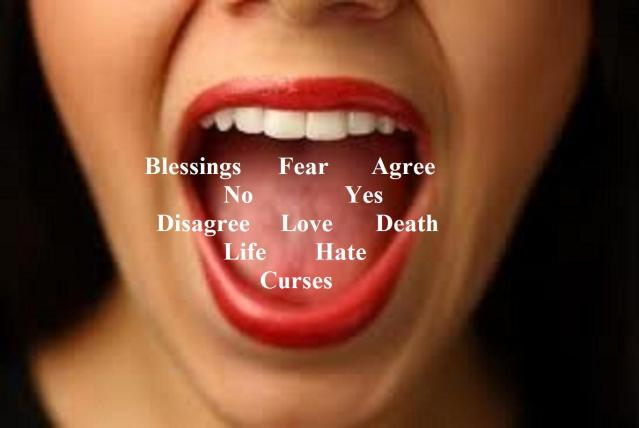 Blessings Fear Agree
No Yes
Disagree Love Death
Life Hate
Curses